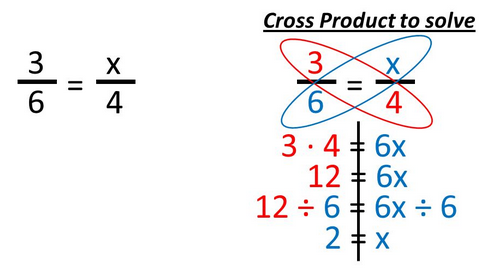 3/6 = x/4
Cross Product to solve
3/6 = x/4
3 · 4 = 6x
12 = 6x
12 ÷ 6 = 6x ÷ 6
2 = x